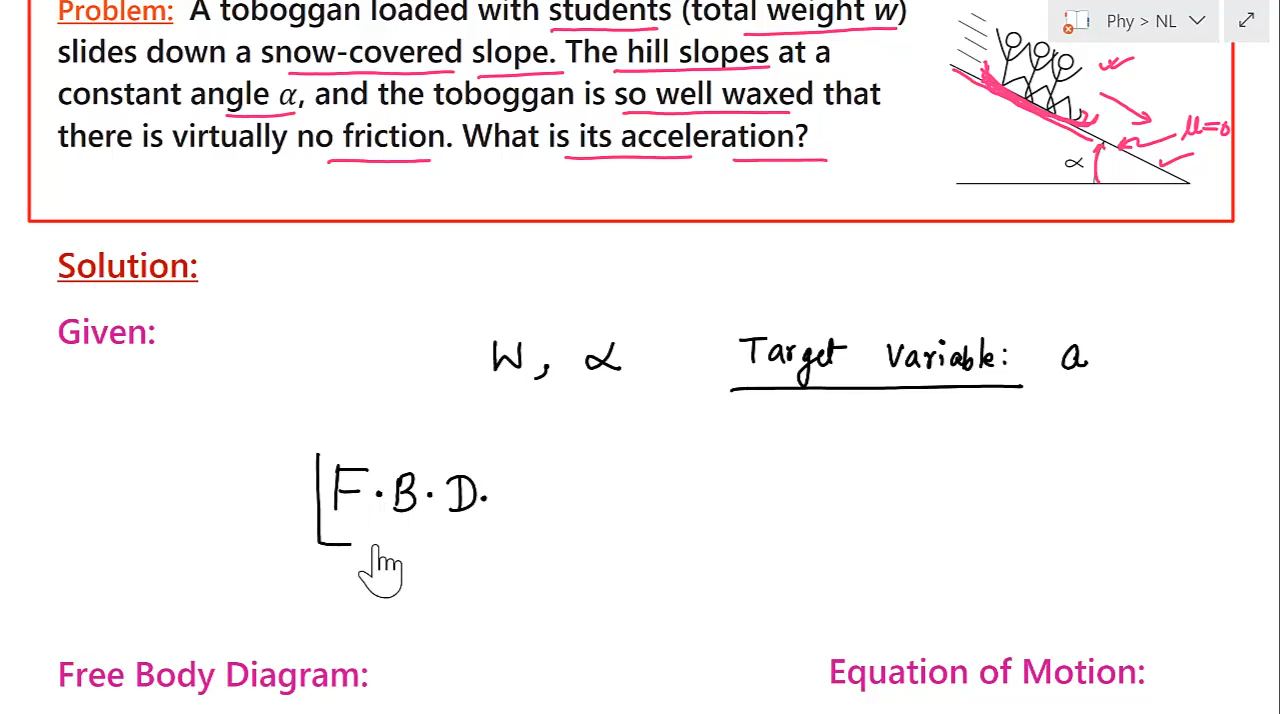 Problem: A toboggan loaded with students (total weight w)
slides down a snow-covered slope. The hill slopes at a
constant angle α, and the toboggan is so well waxed that
there is virtually no friction. What is its acceleration?
Phy > NL
μ=0
α
Solution:
Given:
W, α Target Variable: a
F.B.D.
Free Body Diagram:
Equation of Motion: